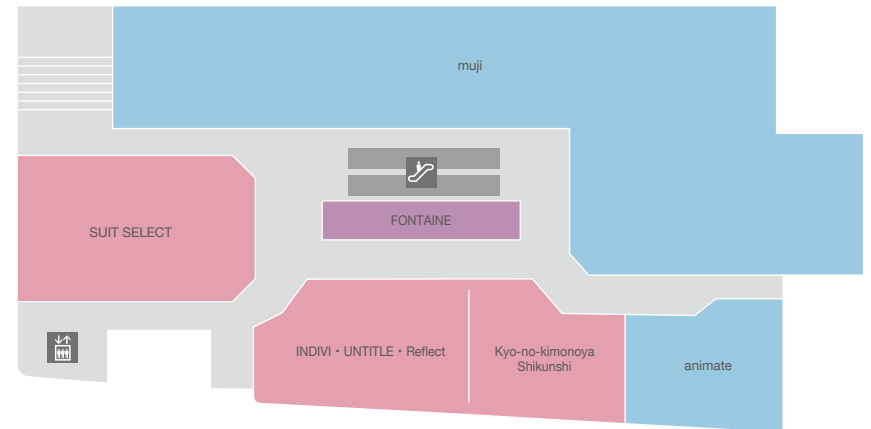 muji
FONTAINE
SUIT SELECT
INDIVI・UNTITLE・Reflect
Kyo-no-kimonoya
Shikunshi
animate